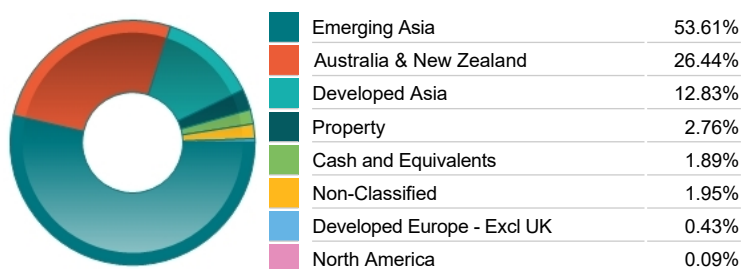 Emerging Asia 53.61%
Australia & New Zealand 26.44%
Developed Asia 12.83%
Property 2.76%
Cash and Equivalents 1.89%
Non-Classified 1.95%
Developed Europe - Excl UK 0.43%
North America 0.09%